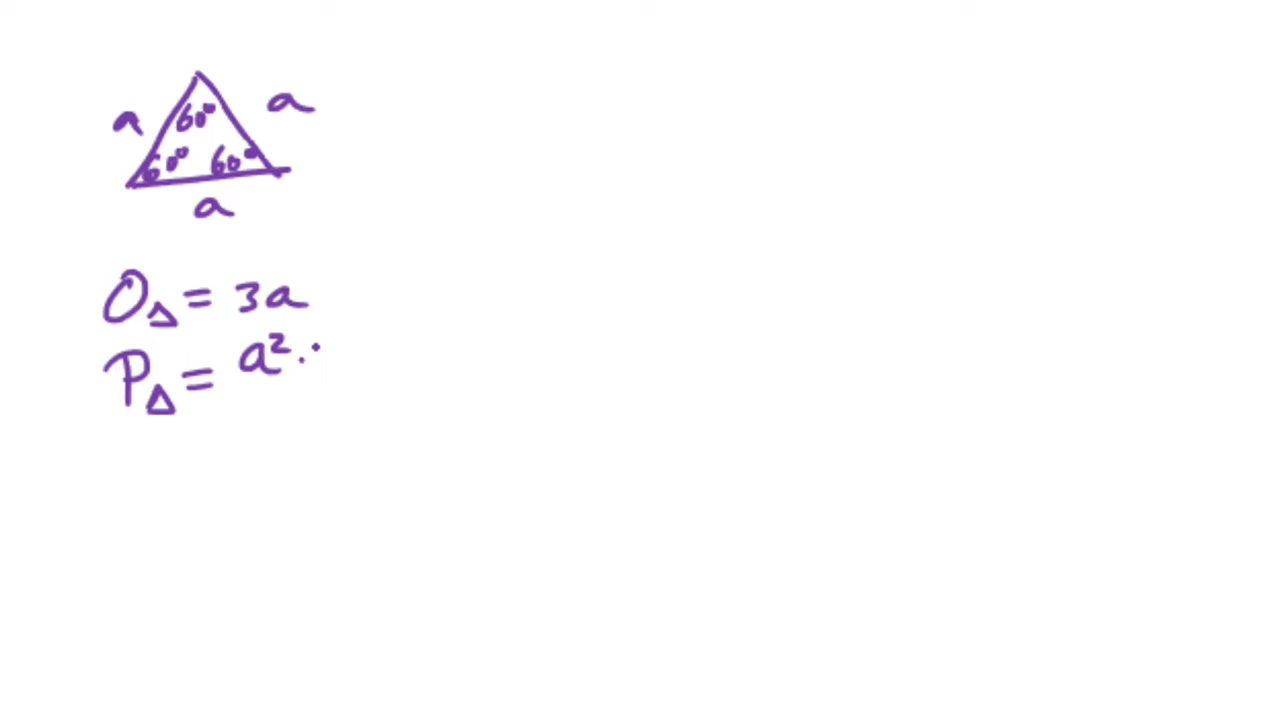 a a
60°
60° 60°
a
O△ = 3a
P△ = a² ·